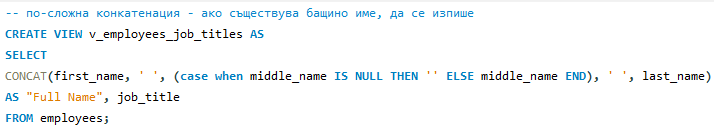 -- по-сложна конкатенация - ако съществува бащино име, да се изпише
CREATE VIEW v_employees_job_titles AS
SELECT
CONCAT(first_name, ' ', (case when middle_name IS NULL THEN '' ELSE middle_name END), ' ', last_name)
AS "Full Name", job_title
FROM employees;